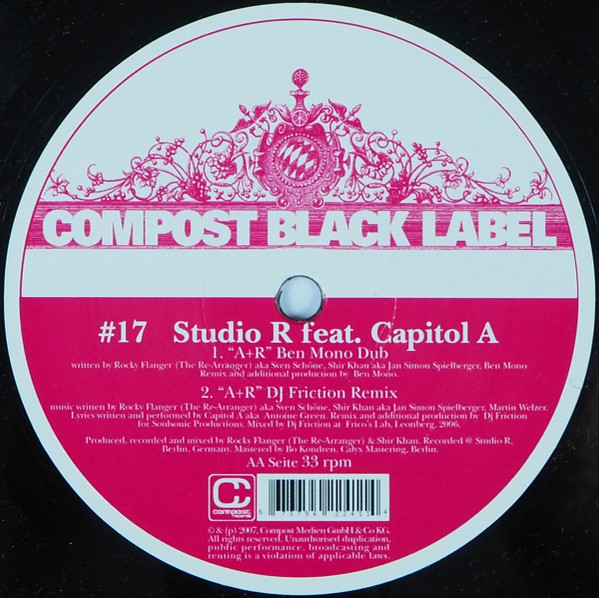 COMPOST BLACK LABEL
#17 Studio R feat. Capitol A
1. “A+R” Ben Mono Dub
written by Rocky Flanger (The Re-Arranger) aka Sven Schöne, Shir Khan aka Jan Simon Spielberger, Ben Mono
Remix and additional production by Ben Mono.
2. “A+R” DJ Friction Remix
music written by Rocky Flanger (The Re-Arranger) aka Sven Schöne, Shir Khan aka Jan Simon Spielberger, Martin Welzer.
Lyrics written and performed by Capitol A aka Antoine Green. Remix and additional production by Dj Friction
for Soulsonic Productions. Mixed by Dj Friction at Frico's Lab, Leonberg, 2006.
Produced, recorded and mixed by Rocky Flanger (The Re-Arranger) & Shir Khan. Recorded @ Studio R,
Berlin, Germany. Mastered by Bo Kondren, Calyx Mastering, Berlin.
AA Seite 33 rpm
compost
records
6 73794 22411 4
© & (p) 2007, Compost Medien GmbH & Co KG.
All rights reserved. Unauthorised duplication,
public performance, broadcasting and
renting is a violation of applicable laws.